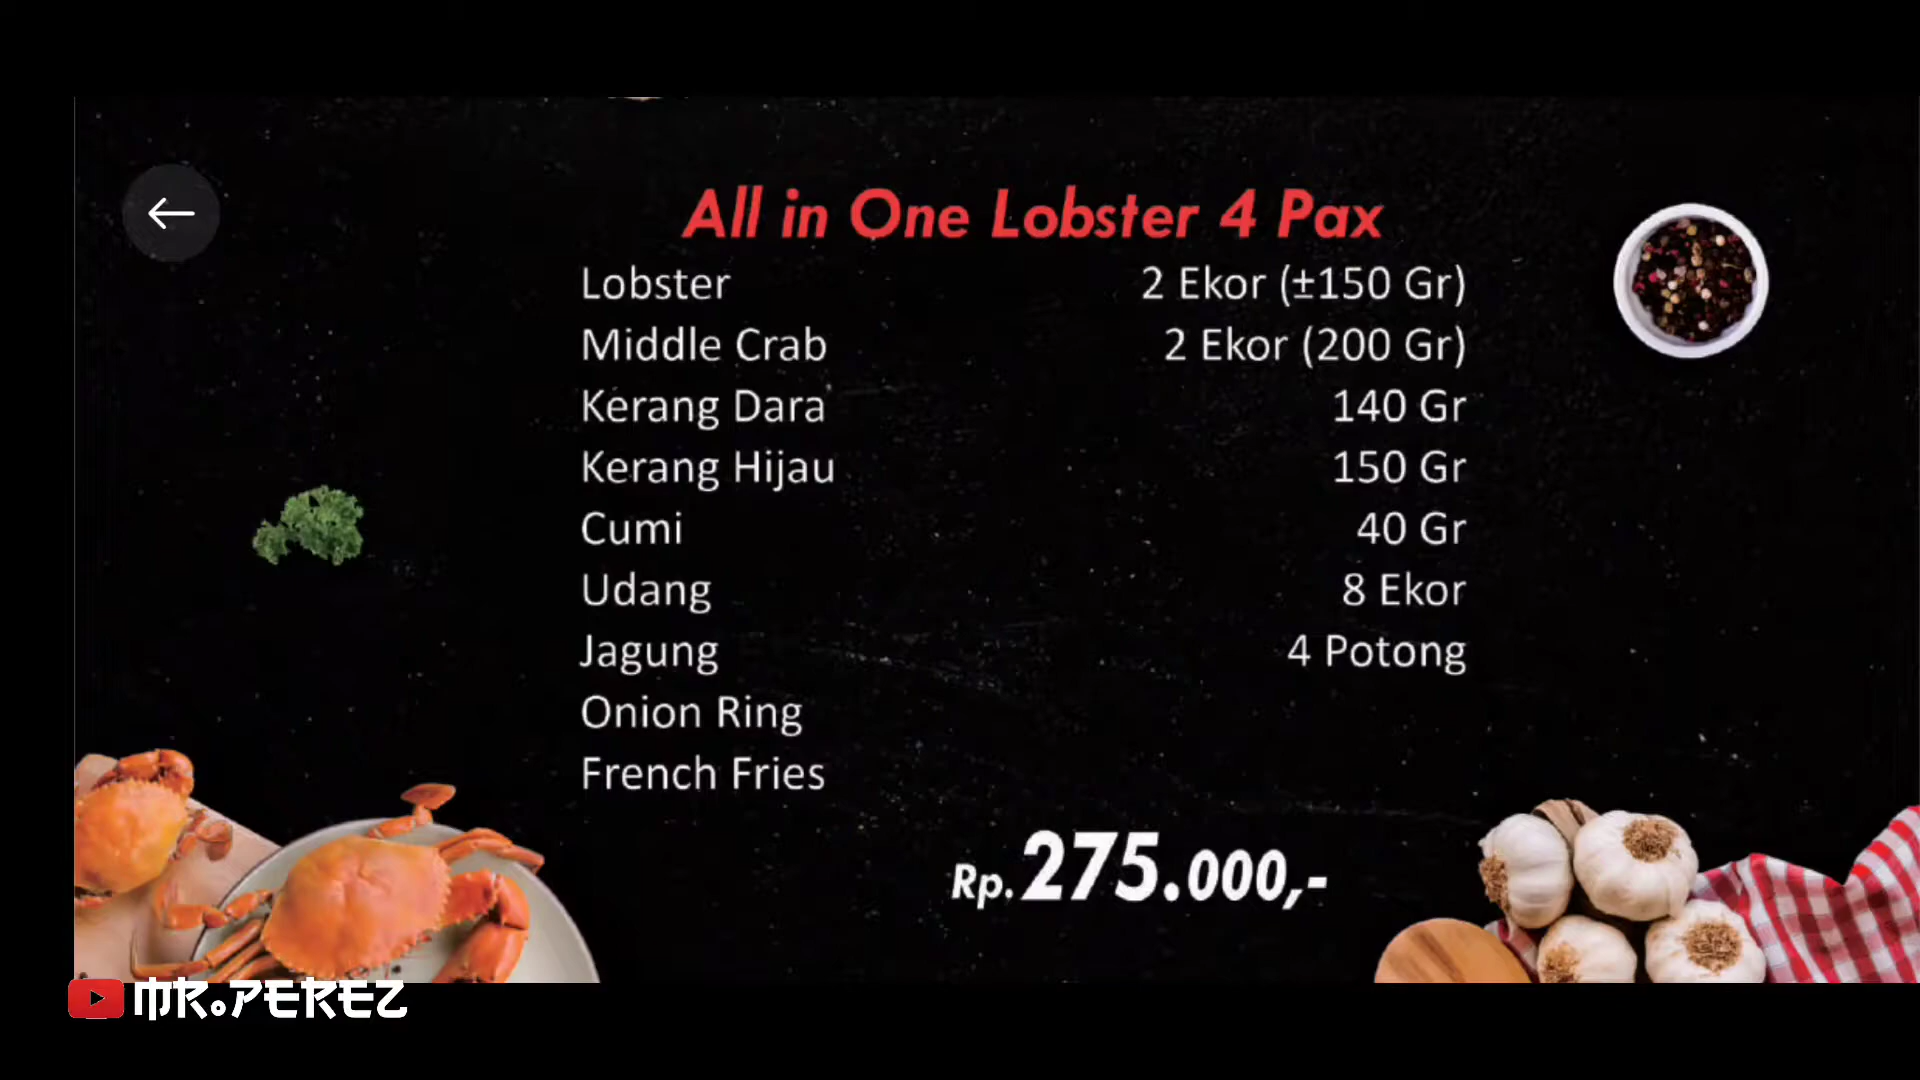 All in One Lobster 4 Pax
Lobster 2 Ekor (±150 Gr)
Middle Crab 2 Ekor (200 Gr)
Kerang Dara 140 Gr
Kerang Hijau 150 Gr
Cumi 40 Gr
Udang 8 Ekor
Jagung 4 Potong
Onion Ring
French Fries
Rp.275.000,-
MR.PEREZ